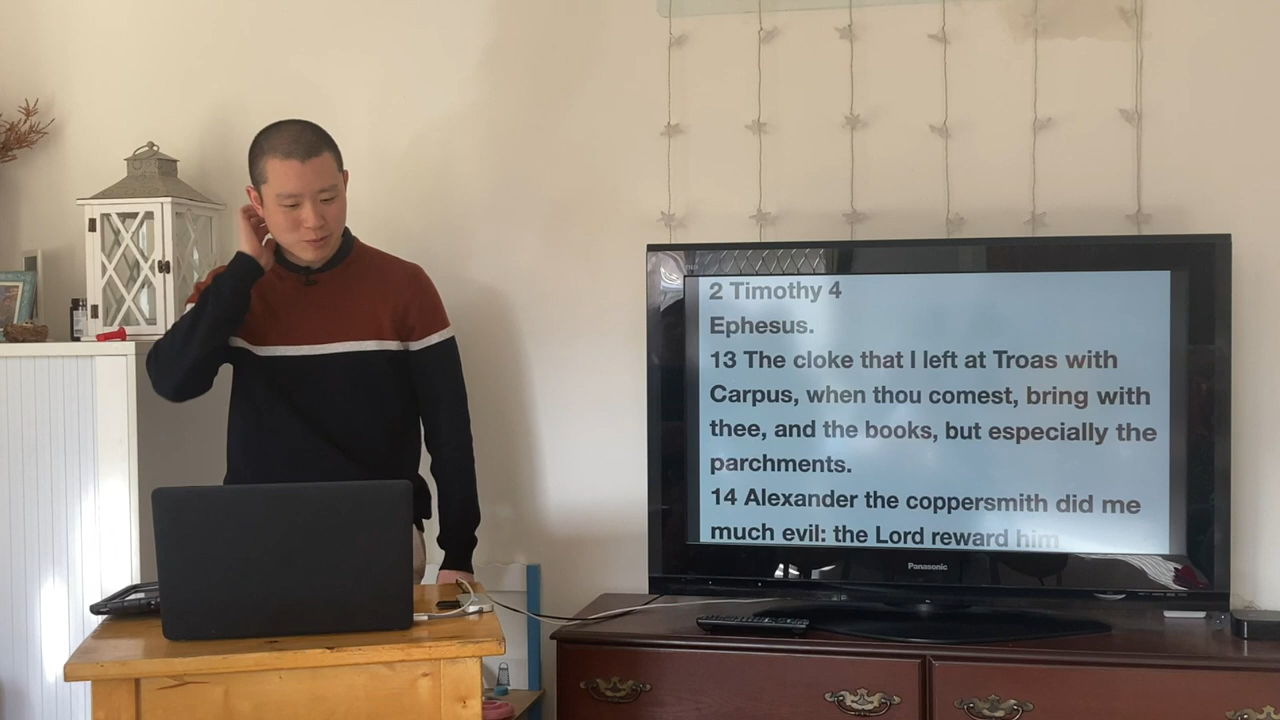 2 Timothy 4
Ephesus.
13 The cloke that I left at Troas with
Carpus, when thou comest, bring with
thee, and the books, but especially the
parchments.
14 Alexander the coppersmith did me
much evil: the Lord reward him
Panasonic